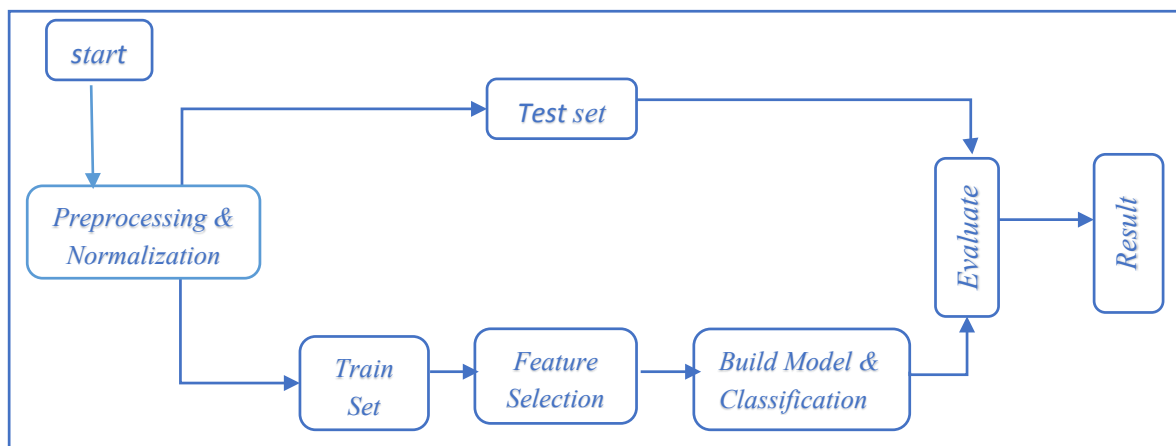 start
Test set
Preprocessing &
Normalization
Evaluate
Result
Train
Set
Feature
Selection
Build Model &
Classification